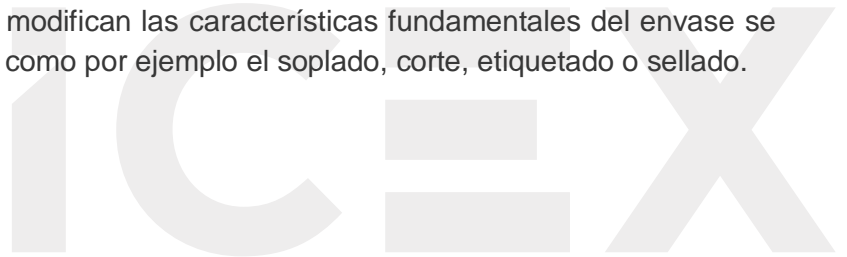 modifican las características fundamentales del envase se
como por ejemplo el soplado, corte, etiquetado o sellado.
ICEX